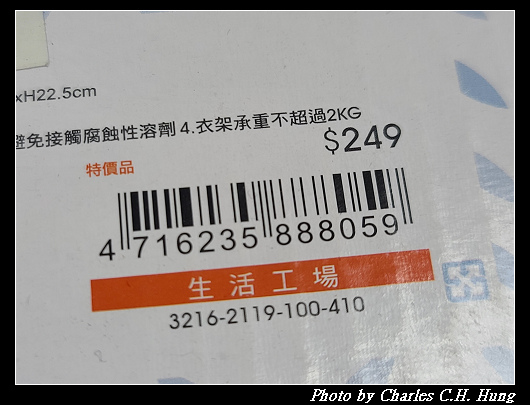 xH22.5cm
避免接觸腐蝕性溶劑 4.衣架承重不超過2KG
$249
特價品
4 716235 888059
生活工場
3216-2119-100-410
Photo by Charles C.H. Hung